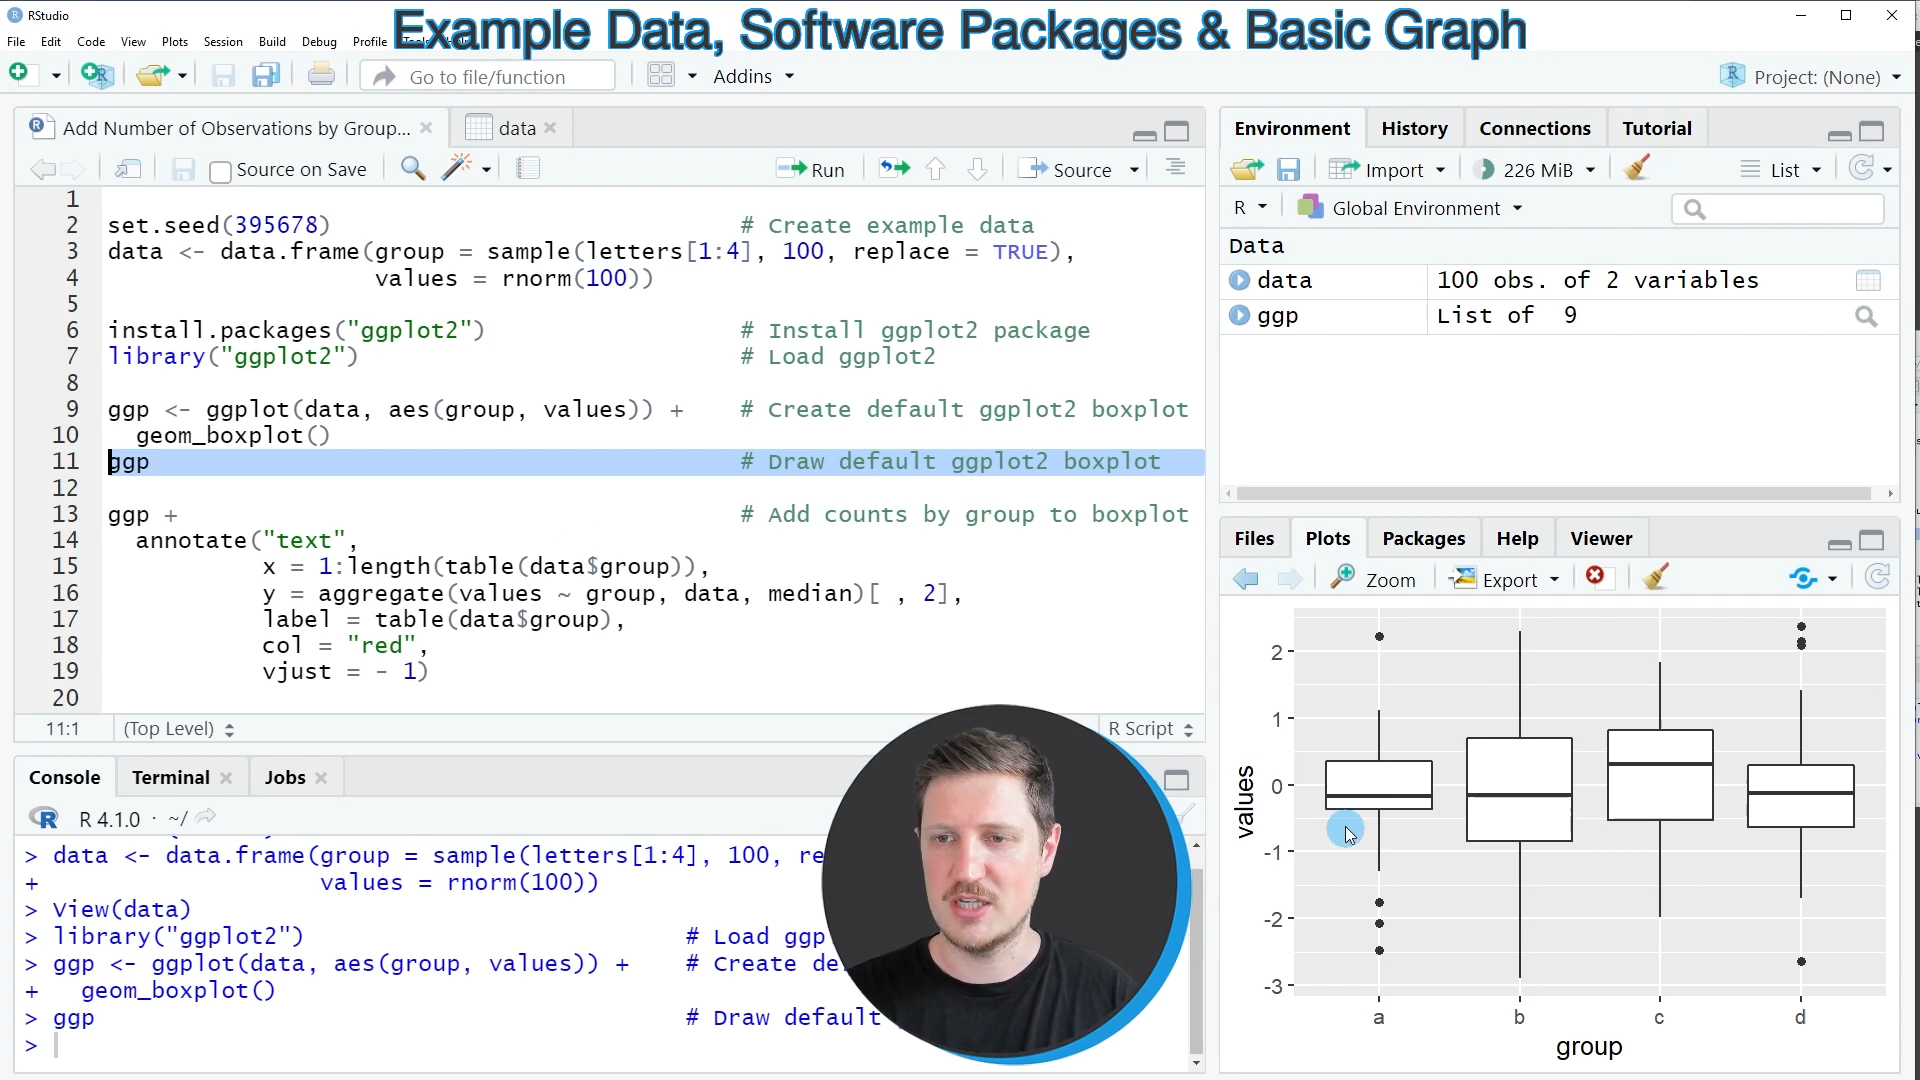 RStudio
Example Data, Software Packages & Basic Graph
File Edit Code View Plots Session Build Debug Profile
Go to file/function
Addins
Project: (None)
Add Number of Observations by Group...
data
Source on Save
Run
Source
1
2 set.seed(395678) # Create example data
3 data <- data.frame(group = sample(letters[1:4], 100, replace = TRUE),
4 values = rnorm(100))
5
6 install.packages("ggplot2") # Install ggplot2 package
7 library("ggplot2") # Load ggplot2
8
9 ggp <- ggplot(data, aes(group, values)) + # Create default ggplot2 boxplot
10 geom_boxplot()
11 ggp # Draw default ggplot2 boxplot
12
13 ggp + # Add counts by group to boxplot
14 annotate("text",
15 x = 1:length(table(data$group)),
16 y = aggregate(values ~ group, data, median)[ , 2],
17 label = table(data$group),
18 col = "red",
19 vjust = - 1)
20
11:1 (Top Level) R Script
Console Terminal Jobs
R 4.1.0 · ~/
> data <- data.frame(group = sample(letters[1:4], 100, re
+ values = rnorm(100))
> View(data)
> library("ggplot2") # Load ggp
> ggp <- ggplot(data, aes(group, values)) + # Create de
+ geom_boxplot()
> ggp # Draw default
>
Environment History Connections Tutorial
Import 226 MiB List
R Global Environment
Data
data 100 obs. of 2 variables
ggp List of 9
Files Plots Packages Help Viewer
Zoom Export
2
1
0
-1
-2
-3
values
a b c d
group